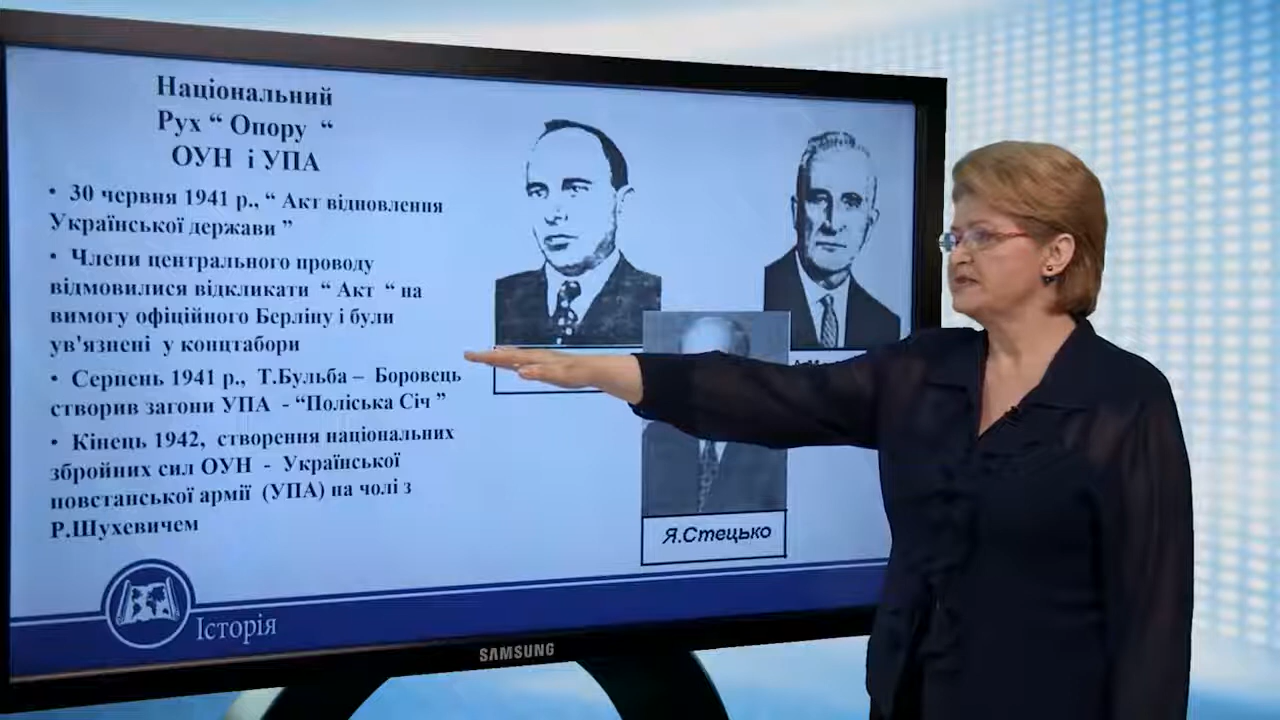 Національний
Рух “ Опору “
ОУН і УПА
• 30 червня 1941 р., “ Акт відновлення
Української держави ”
• Члени центрального проводу
відмовилися відкликати “ Акт “ на
вимогу офіційного Берліну і були
ув'язнені у концтабори
• Серпень 1941 р., Т.Бульба – Боровець
створив загони УПА - “Поліська Січ ”
• Кінець 1942, створення національних
збройних сил ОУН - Української
повстанської армії (УПА) на чолі з
Р.Шухевичем
Я.Стецько
Історія
SAMSUNG